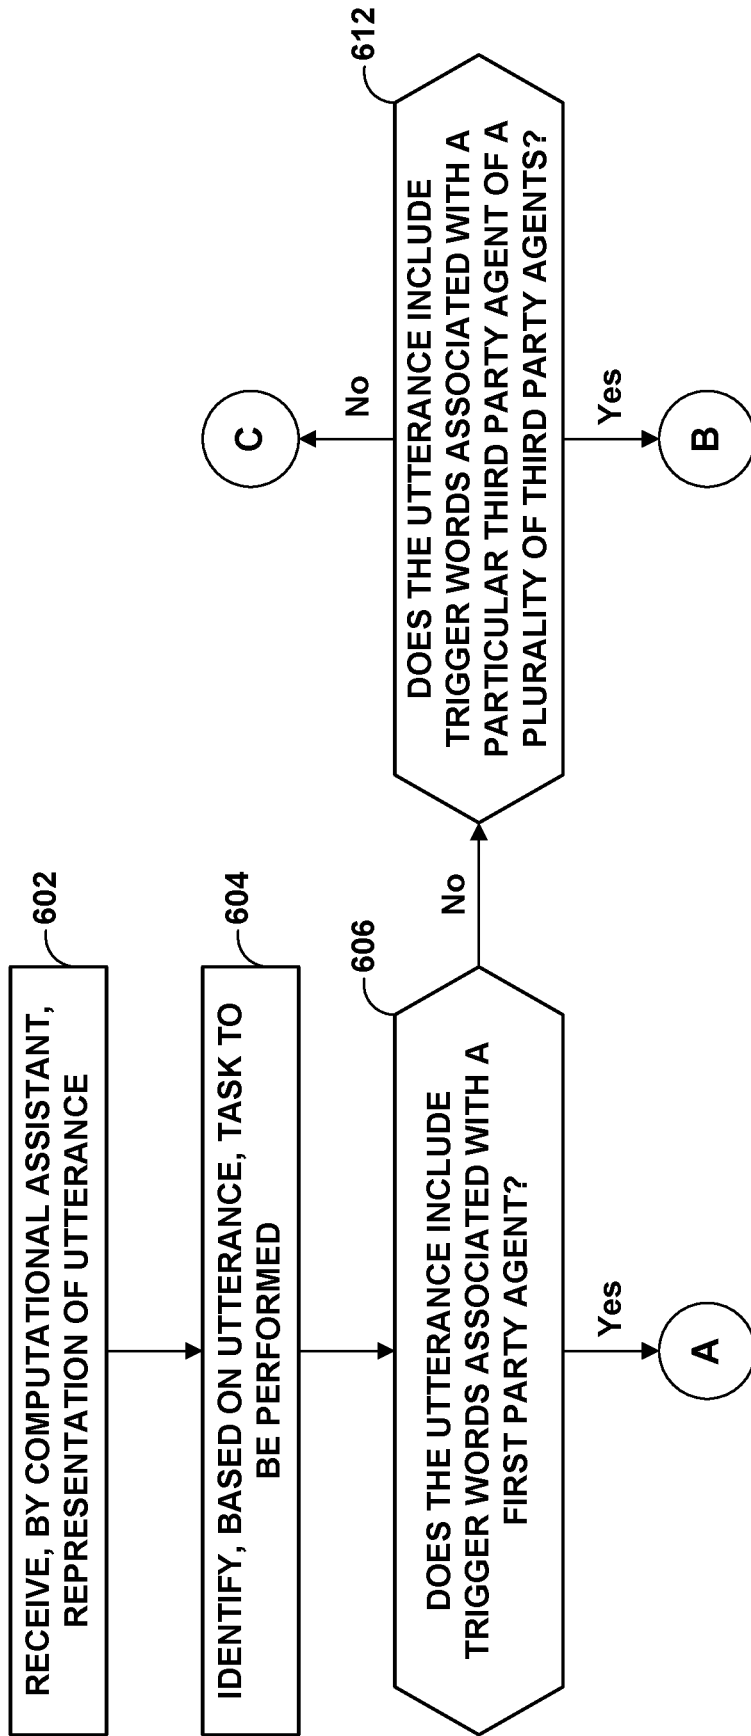 602
RECEIVE, BY COMPUTATIONAL ASSISTANT,
REPRESENTATION OF UTTERANCE
604
IDENTIFY, BASED ON UTTERANCE, TASK TO
BE PERFORMED
606
DOES THE UTTERANCE INCLUDE
TRIGGER WORDS ASSOCIATED WITH A
FIRST PARTY AGENT?
Yes
A
No
612
DOES THE UTTERANCE INCLUDE
TRIGGER WORDS ASSOCIATED WITH A
PARTICULAR THIRD PARTY AGENT OF A
PLURALITY OF THIRD PARTY AGENTS?
No
C
Yes
B